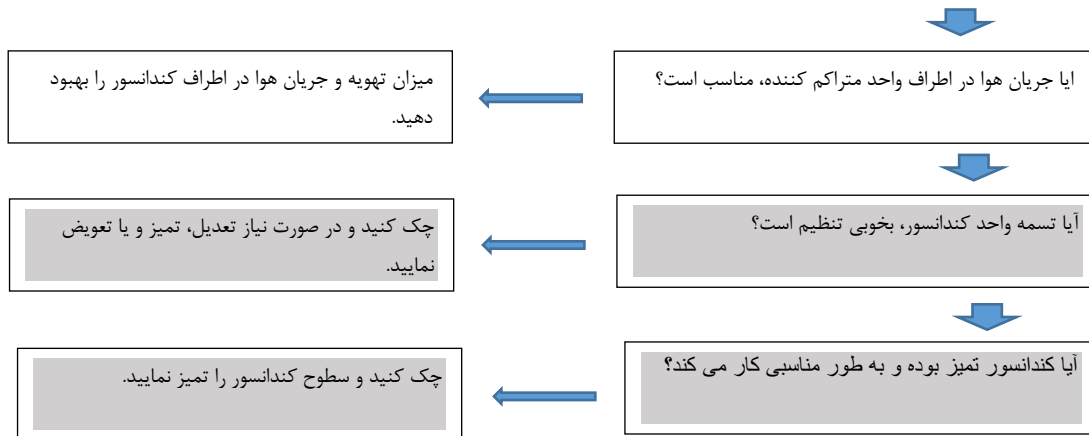 ایا جریان هوا در اطراف واحد متراکم کننده، مناسب است؟
میزان تهویه و جریان هوا در اطراف کندانسور را بهبود
دهید.
آیا تسمه واحد کندانسور، بخوبی تنظیم است؟
چک کنید و در صورت نیاز تعدیل، تمیز و یا تعویض
نمایید.
آیا کندانسور تمیز بوده و به طور مناسبی کار می کند؟
چک کنید و سطوح کندانسور را تمیز نمایید.